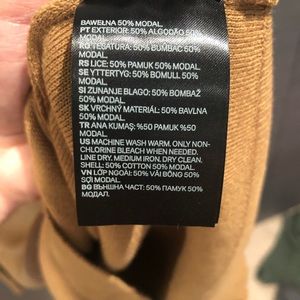 BAWEŁNA 50% MODAL.
PT EXTERIOR: 50% ALGODÃO 50%
MODAL.
ȚESĂTURĂ: 50% BUMBAC 50%
MODAL.
RS LICE: 50% PAMUK 50% MODAL.
SE YTTERTYG: 50% BOMULL 50%
MODAL.
SI ZUNANJE BLAGO: 50% BOMBAŽ
50% MODAL.
SK VRCHNÝ MATERIÁL: 50% BAVLNA
50% MODAL.
TR ANA KUMAŞ: %50 PAMUK %50
MODAL.
US MACHINE WASH WARM. ONLY NON-
CHLORINE BLEACH WHEN NEEDED.
LINE DRY. MEDIUM IRON. DRY CLEAN.
SHELL: 50% COTTON 50% MODAL.
VN LỚP NGOÀI: 50% VẢI BÔNG 50%
SỢI MODAL.
BG ВЪНШНА ЧАСТ: 50% ПАМУК 50%
МОДАЛ.